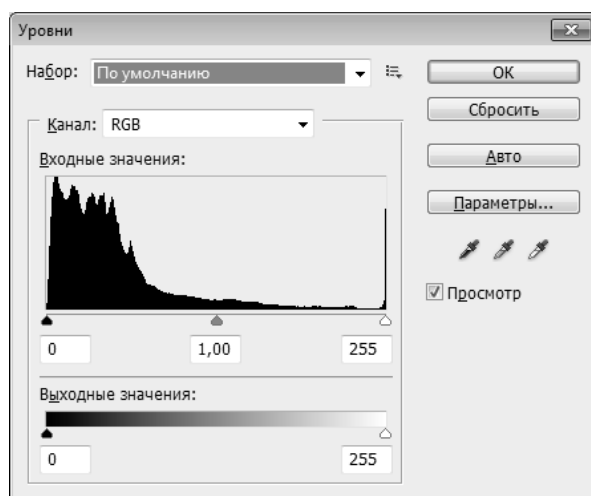 Уровни
Набор: По умолчанию
OK
Сбросить
Канал: RGB
Авто
Входные значения:
Параметры...
Просмотр
0 1,00 255
Выходные значения:
0 255